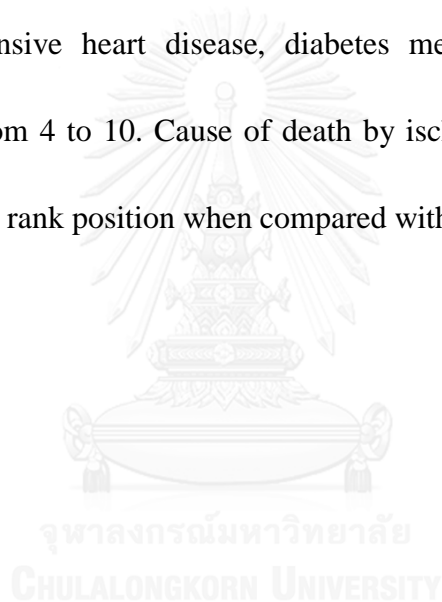 nsive heart disease, diabetes me
om 4 to 10. Cause of death by isc
rank position when compared with
จุฬาลงกรณ์มหาวิทยาลัย
CHULALONGKORN UNIVERSITY